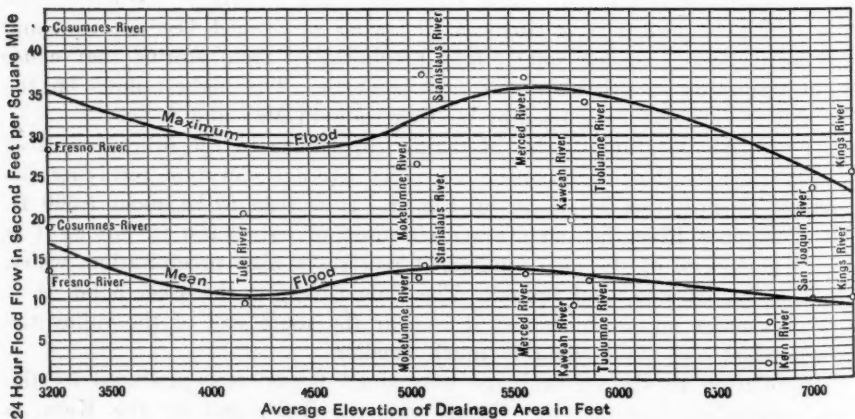 24 Hour Flood Flow in Second Feet per Square Mile
40
35
30
25
20
15
10
5
0
Cosumnes-River
Fresno-River
Cosumnes-River
Fresno-River
Maximum Flood
Mean Flood
Tule River
Mokelumne River
Stanislaus River
Mokelumne River
Stanislaus River
Merced River
Merced River
Kaweah River
Tuolumne River
Kaweah River
Tuolumne River
Kern River
San Joaquin River
Kings River
Kings River
3200 3500 4000 4500 5000 5500 6000 6300 7000
Average Elevation of Drainage Area in Feet